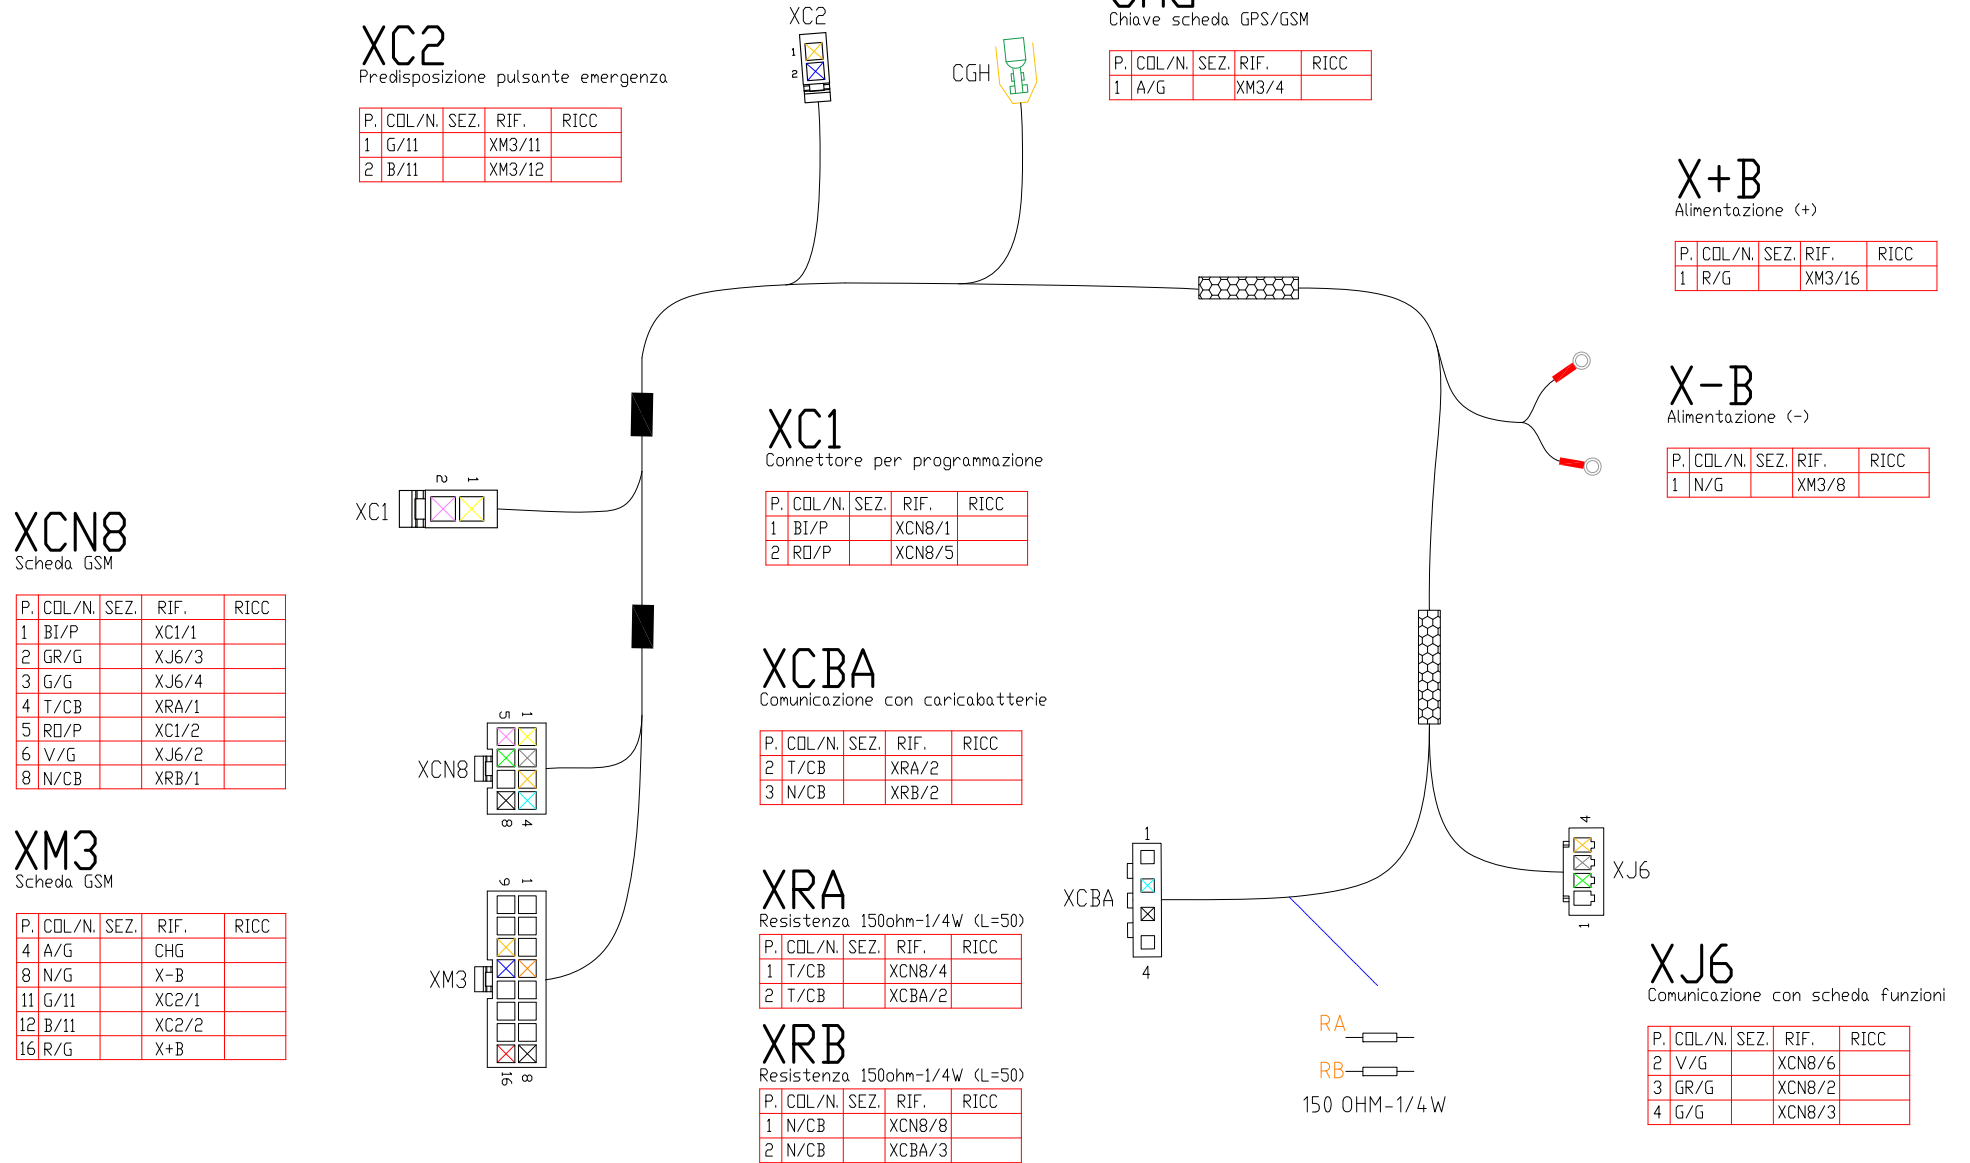 XC2
Predisposizione pulsante emergenza
P. COL/N. SEZ. RIF. RICC
1 G/11 XM3/11
2 B/11 XM3/12
XC2
1
2
CGH
Chiave scheda GPS/GSM
P. COL/N. SEZ. RIF. RICC
1 A/G XM3/4
X+B
Alimentazione (+)
P. COL/N. SEZ. RIF. RICC
1 R/G XM3/16
X-B
Alimentazione (-)
P. COL/N. SEZ. RIF. RICC
1 N/G XM3/8
XC1
Connettore per programmazione
P. COL/N. SEZ. RIF. RICC
1 BI/P XCN8/1
2 RO/P XCN8/5
2 1
XC1
XCN8
Scheda GSM
P. COL/N. SEZ. RIF. RICC
1 BI/P XC1/1
2 GR/G XJ6/3
3 G/G XJ6/4
4 T/CB XRA/1
5 RO/P XC1/2
6 V/G XJ6/2
8 N/CB XRB/1
5 1
XCN8
8 4
XCBA
Comunicazione con caricabatterie
P. COL/N. SEZ. RIF. RICC
2 T/CB XRA/2
3 N/CB XRB/2
XM3
Scheda GSM
P. COL/N. SEZ. RIF. RICC
4 A/G CHG
8 N/G X-B
11 G/11 XC2/1
12 B/11 XC2/2
16 R/G X+B
9 1
XM3
16 8
XRA
Resistenza 150ohm-1/4W (L=50)
P. COL/N. SEZ. RIF. RICC
1 T/CB XCN8/4
2 T/CB XCBA/2
XRB
Resistenza 150ohm-1/4W (L=50)
P. COL/N. SEZ. RIF. RICC
1 N/CB XCN8/8
2 N/CB XCBA/3
1
XCBA
4
4
XJ6
1
RA
RB
150 OHM-1/4W
XJ6
Comunicazione con scheda funzioni
P. COL/N. SEZ. RIF. RICC
2 V/G XCN8/6
3 GR/G XCN8/2
4 G/G XCN8/3